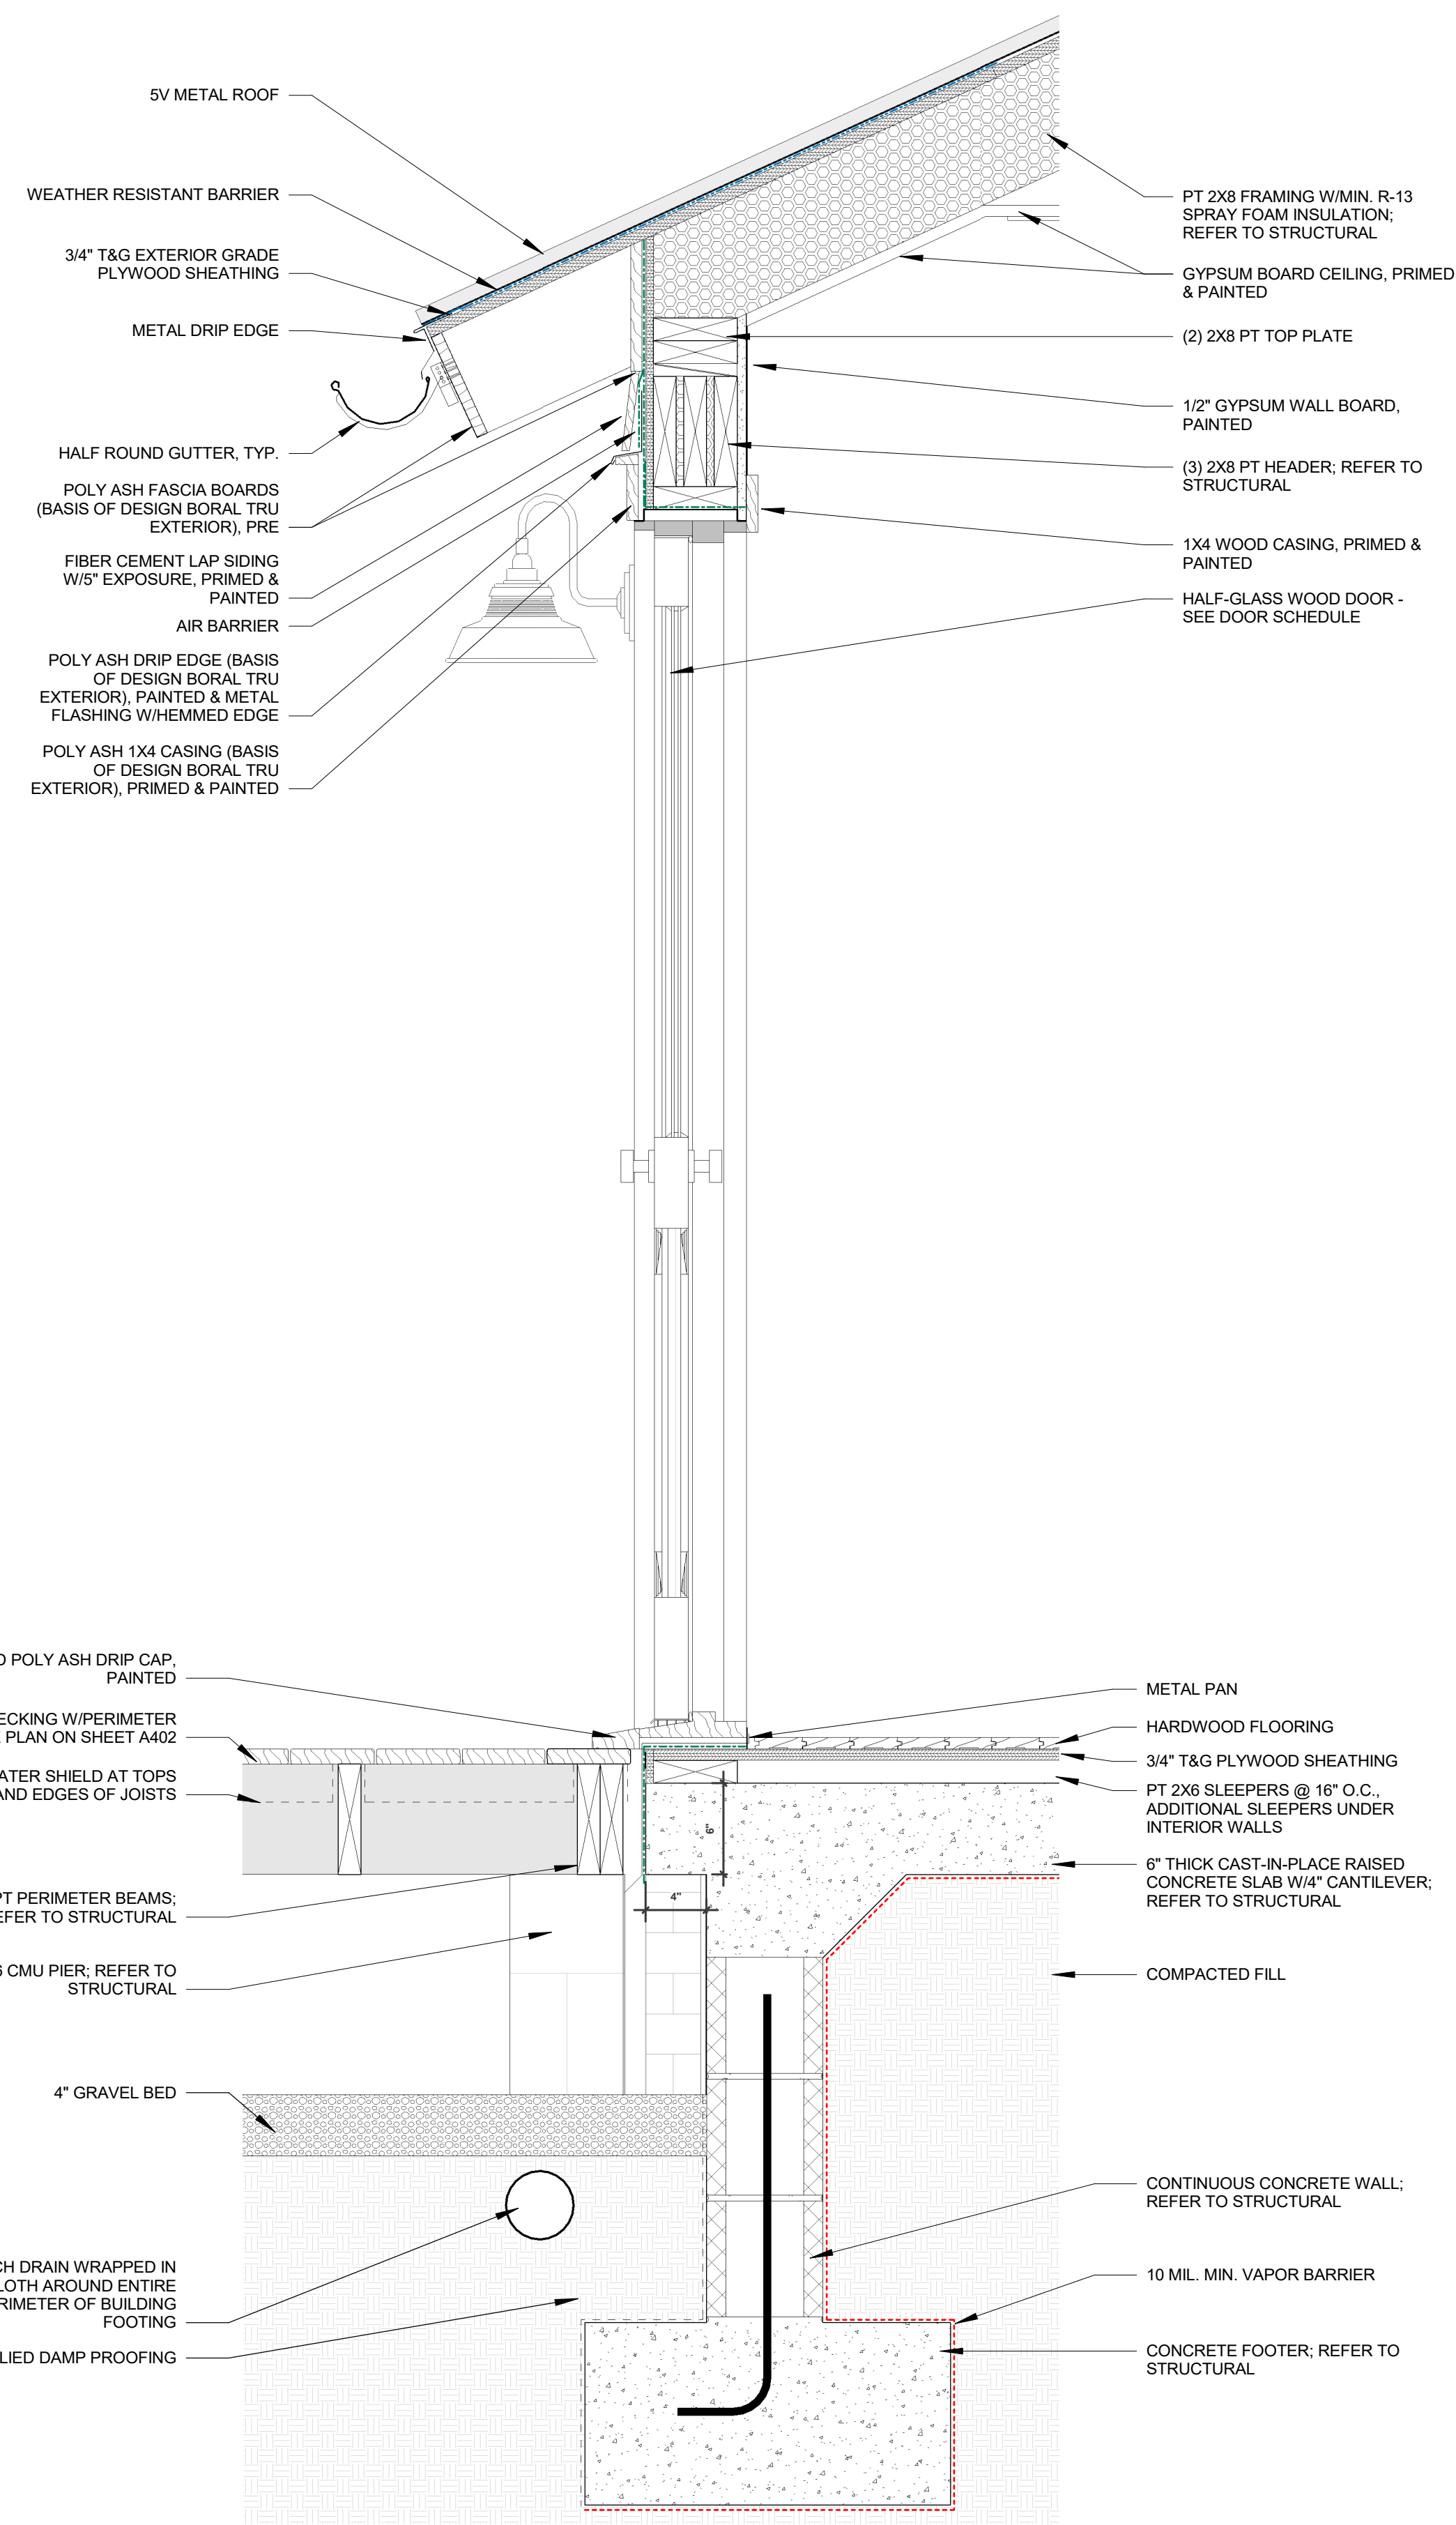 5V METAL ROOF
WEATHER RESISTANT BARRIER
3/4" T&G EXTERIOR GRADE
PLYWOOD SHEATHING
METAL DRIP EDGE
HALF ROUND GUTTER, TYP.
POLY ASH FASCIA BOARDS
(BASIS OF DESIGN BORAL TRU
EXTERIOR), PRE
FIBER CEMENT LAP SIDING
W/5" EXPOSURE, PRIMED &
PAINTED
AIR BARRIER
POLY ASH DRIP EDGE (BASIS
OF DESIGN BORAL TRU
EXTERIOR), PAINTED & METAL
FLASHING W/HEMMED EDGE
POLY ASH 1X4 CASING (BASIS
OF DESIGN BORAL TRU
EXTERIOR), PRIMED & PAINTED
PT 2X8 FRAMING W/MIN. R-13
SPRAY FOAM INSULATION;
REFER TO STRUCTURAL
GYPSUM BOARD CEILING, PRIMED
& PAINTED
(2) 2X8 PT TOP PLATE
1/2" GYPSUM WALL BOARD,
PAINTED
(3) 2X8 PT HEADER; REFER TO
STRUCTURAL
1X4 WOOD CASING, PRIMED &
PAINTED
HALF-GLASS WOOD DOOR -
SEE DOOR SCHEDULE
POLY ASH DRIP CAP,
PAINTED
W/PERIMETER
PLAN ON SHEET A402
SHIELD AT TOPS
AND EDGES OF JOISTS
PT PERIMETER BEAMS;
TO STRUCTURAL
CMU PIER; REFER TO
STRUCTURAL
4" GRAVEL BED
DRAIN WRAPPED IN
AROUND ENTIRE
OF BUILDING
FOOTING
DAMP PROOFING
6"
4"
METAL PAN
HARDWOOD FLOORING
3/4" T&G PLYWOOD SHEATHING
PT 2X6 SLEEPERS @ 16" O.C.,
ADDITIONAL SLEEPERS UNDER
INTERIOR WALLS
6" THICK CAST-IN-PLACE RAISED
CONCRETE SLAB W/4" CANTILEVER;
REFER TO STRUCTURAL
COMPACTED FILL
CONTINUOUS CONCRETE WALL;
REFER TO STRUCTURAL
10 MIL. MIN. VAPOR BARRIER
CONCRETE FOOTER; REFER TO
STRUCTURAL